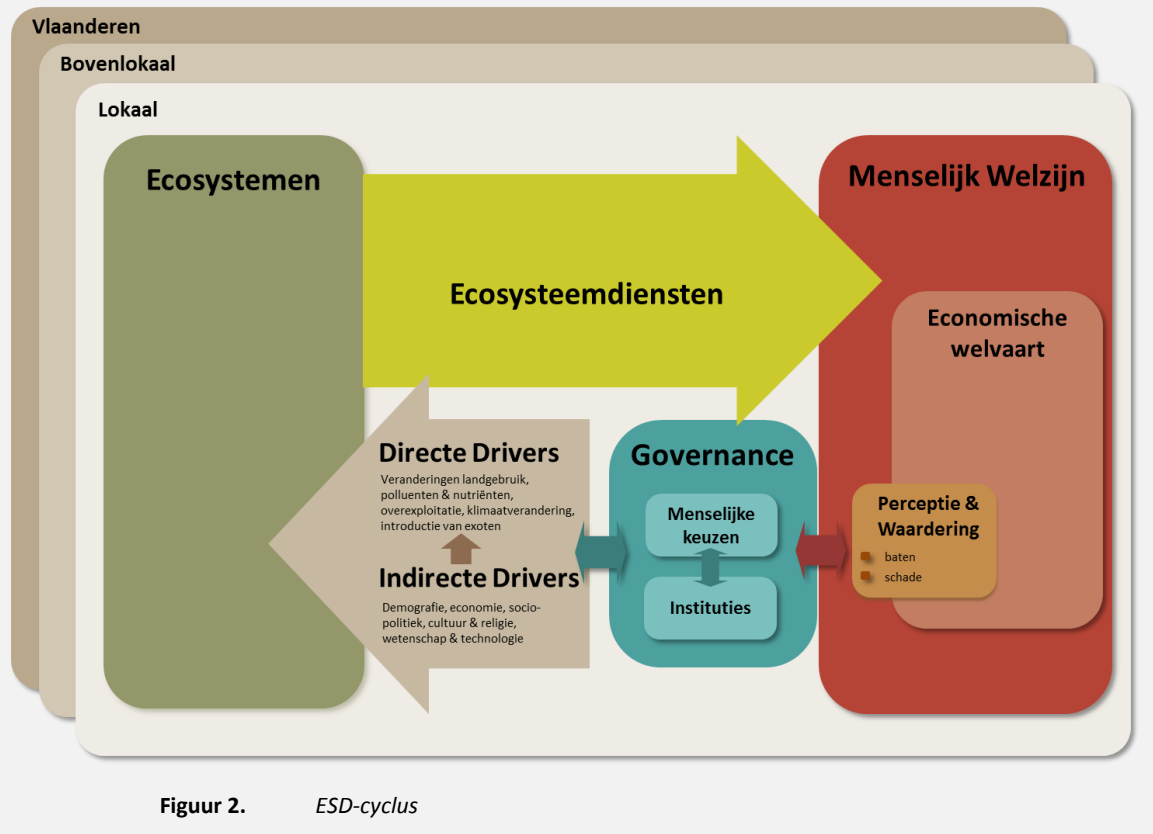 Vlaanderen
Bovenlokaal
Lokaal
Ecosystemen
Ecosysteemdiensten
Menselijk Welzijn
Economische
welvaart
Directe Drivers
Veranderingen landgebruik,
polluenten & nutriënten,
overexploitatie, klimaatverandering,
introductie van exoten
Indirecte Drivers
Demografie, economie, socio-
politiek, cultuur & religie,
wetenschap & technologie
Governance
Menselijke
keuzen
Instituties
Perceptie &
Waardering
baten
schade
Figuur 2. ESD-cyclus